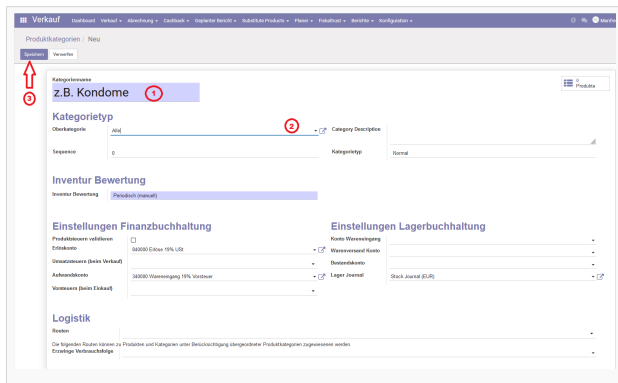 Verkauf Dashboard Verkauf Abrechnung Cashback Geplanter Bericht Substitute Products Planer Fiskaltrust Berichte Konfiguration
Produktkategorien / Neu
Speichern Verwerfen
3
Kategoriename
z.B. Kondome 1
0
Produkte
Kategorietyp
Oberkategorie Alle 2 Category Description
Sequence 0 Kategorietyp Normal
Inventur Bewertung
Inventur Bewertung Periodisch (manuell)
Einstellungen Finanzbuchhaltung Einstellungen Lagerbuchhaltung
Produktsteuern validieren Konto Wareneingang
Erlöskonto 840000 Erlöse 19% USt Warenversand Konto
Umsatzsteuern (beim Verkauf) Bestandskonto
Aufwandskonto 340000 Wareneingang 19% Vorsteuer Lager Journal Stock Journal (EUR)
Vorsteuern (beim Einkauf)
Logistik
Routen
Die folgenden Routen können zu Produkten und Kategorien unter Berücksichtigung übergeordneter Produktkategorien zugewiesenen werden.
Erzwinge Verbrauchsfolge